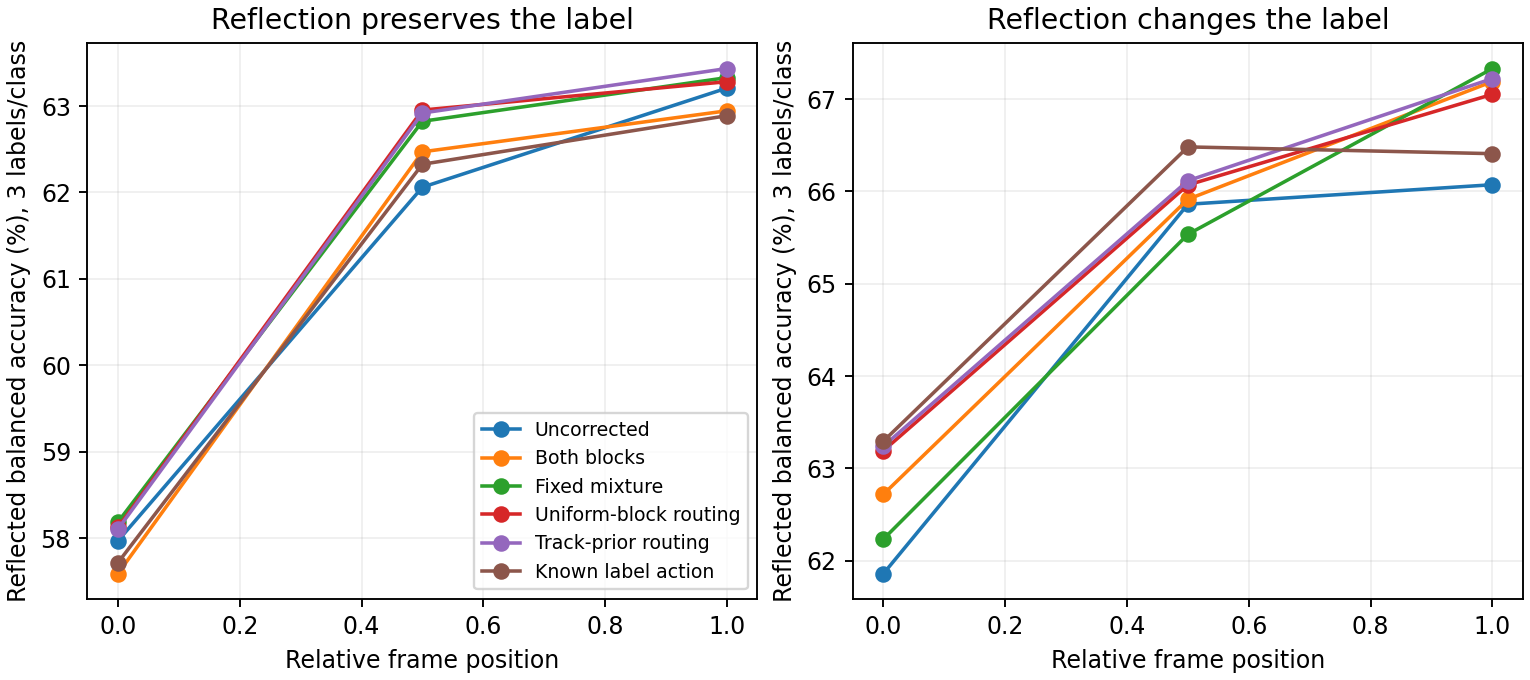 Reflection preserves the label
Reflected balanced accuracy (%), 3 labels/class
63
62
61
60
59
58
0.0 0.2 0.4 0.6 0.8 1.0
Relative frame position
Uncorrected
Both blocks
Fixed mixture
Uniform-block routing
Track-prior routing
Known label action
Reflection changes the label
Reflected balanced accuracy (%), 3 labels/class
67
66
65
64
63
62
0.0 0.2 0.4 0.6 0.8 1.0
Relative frame position